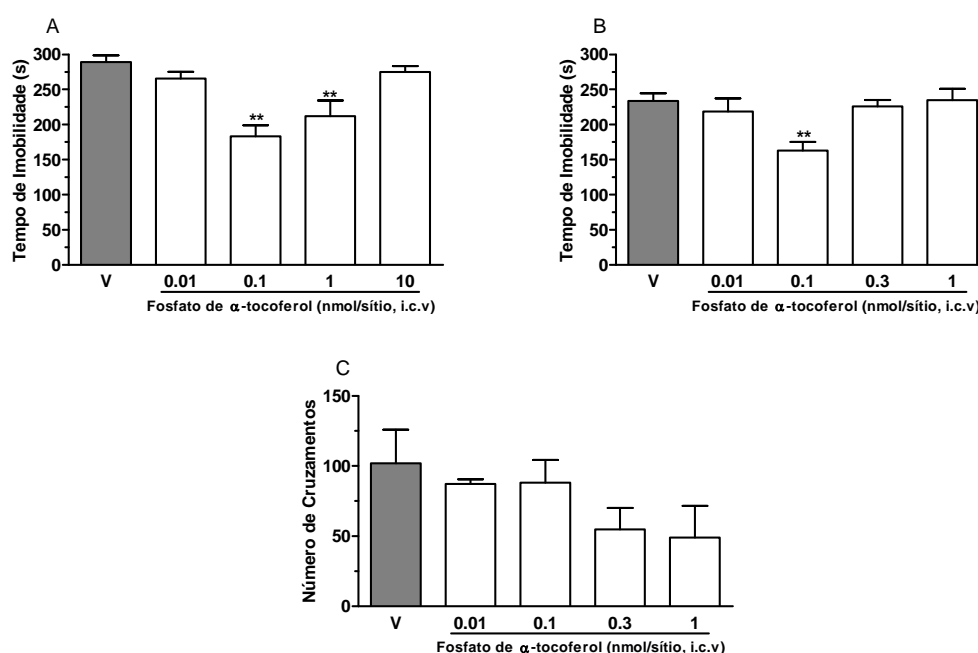 A
Tempo de Imobilidade (s)
300
250
200
150
100
50
0
**
**
V 0.01 0.1 1 10
Fosfato de α-tocoferol (nmol/sítio, i.c.v)
B
Tempo de Imobilidade (s)
300
250
200
150
100
50
0
**
V 0.01 0.1 0.3 1
Fosfato de α-tocoferol (nmol/sítio, i.c.v)
C
Número de Cruzamentos
150
100
50
0
V 0.01 0.1 0.3 1
Fosfato de α-tocoferol (nmol/sítio, i.c.v)